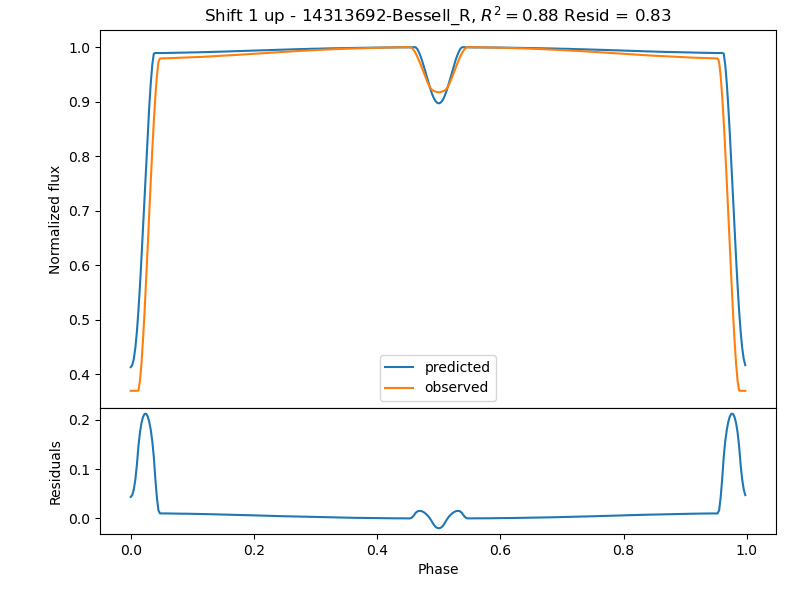 Shift 1 up - 14313692-Bessell_R, R² = 0.88 Resid = 0.83
Normalized flux
1.0
0.9
0.8
0.7
0.6
0.5
0.4
predicted
observed
Residuals
0.2
0.1
0.0
0.0 0.2 0.4 0.6 0.8 1.0
Phase